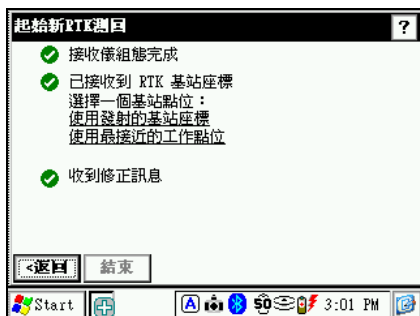 起始新RTK測回
?
接收儀組態完成
已接收到 RTK 基站座標
選擇一個基站點位：
使用發射的基站座標
使用最接近的工作點位
收到修正訊息
<返回
結束
Start
A
50
3:01 PM